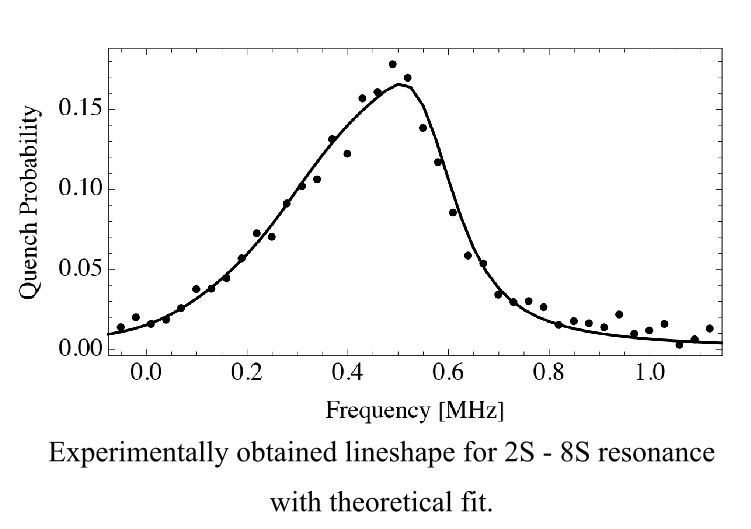 0.15
0.10
0.05
0.00
Quench Probability
0.0 0.2 0.4 0.6 0.8 1.0
Frequency [MHz]
Experimentally obtained lineshape for 2S - 8S resonance
with theoretical fit.